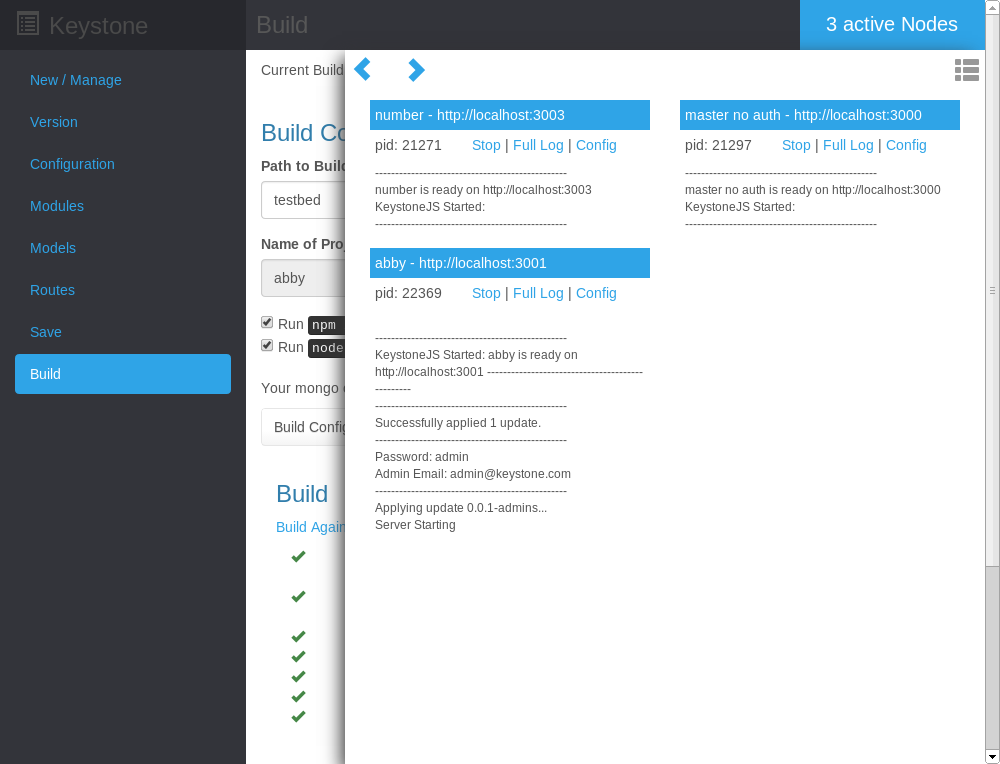 Keystone
Build
3 active Nodes
New / Manage
Version
Configuration
Modules
Models
Routes
Save
Build
Current Build
Build Co
Path to Build
testbed
Name of Proj
abby
Run npm
Run node
Your mongo
Build Config
Build
Build Again
number - http://localhost:3003
pid: 21271 Stop | Full Log | Config
------------------------------------------------
number is ready on http://localhost:3003
KeystoneJS Started:
------------------------------------------------
master no auth - http://localhost:3000
pid: 21297 Stop | Full Log | Config
------------------------------------------------
master no auth is ready on http://localhost:3000
KeystoneJS Started:
------------------------------------------------
abby - http://localhost:3001
pid: 22369 Stop | Full Log | Config
------------------------------------------------
KeystoneJS Started: abby is ready on
http://localhost:3001 ---------------------------------------
---------
------------------------------------------------
Successfully applied 1 update.
------------------------------------------------
Password: admin
Admin Email: admin@keystone.com
------------------------------------------------
Applying update 0.0.1-admins...
Server Starting